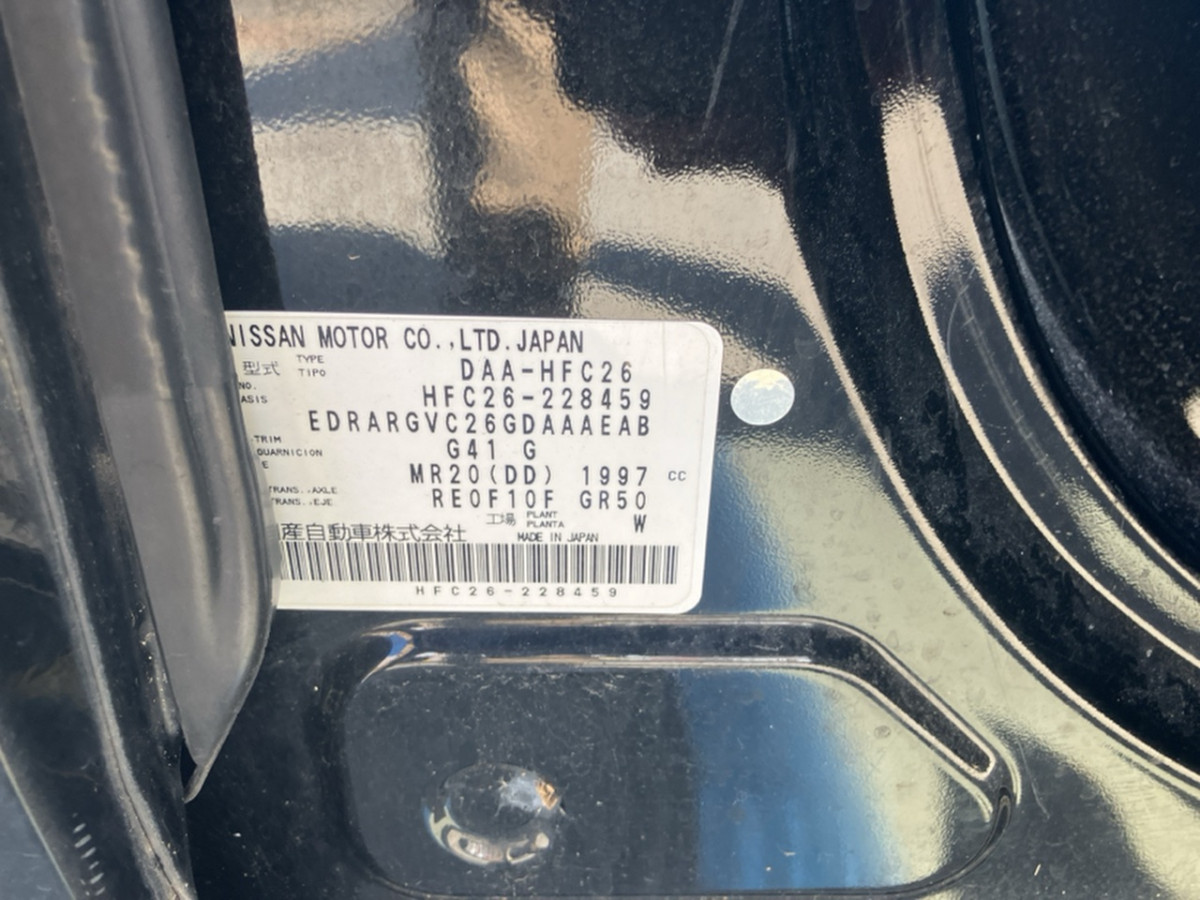 NISSAN MOTOR CO.,LTD.JAPAN
型式 TYPE TIPO DAA-HFC26
NO. ASIS HFC26-228459
EDRARGVC26GDAAAEAB
TRIM GUARNICION G41 G
E MR20(DD) 1997 CC
TRANS. AXLE TRANS. EJE RE0F10F GR50
工場 PLANT PLANTA W
産自動車株式会社 MADE IN JAPAN
HFC26-228459